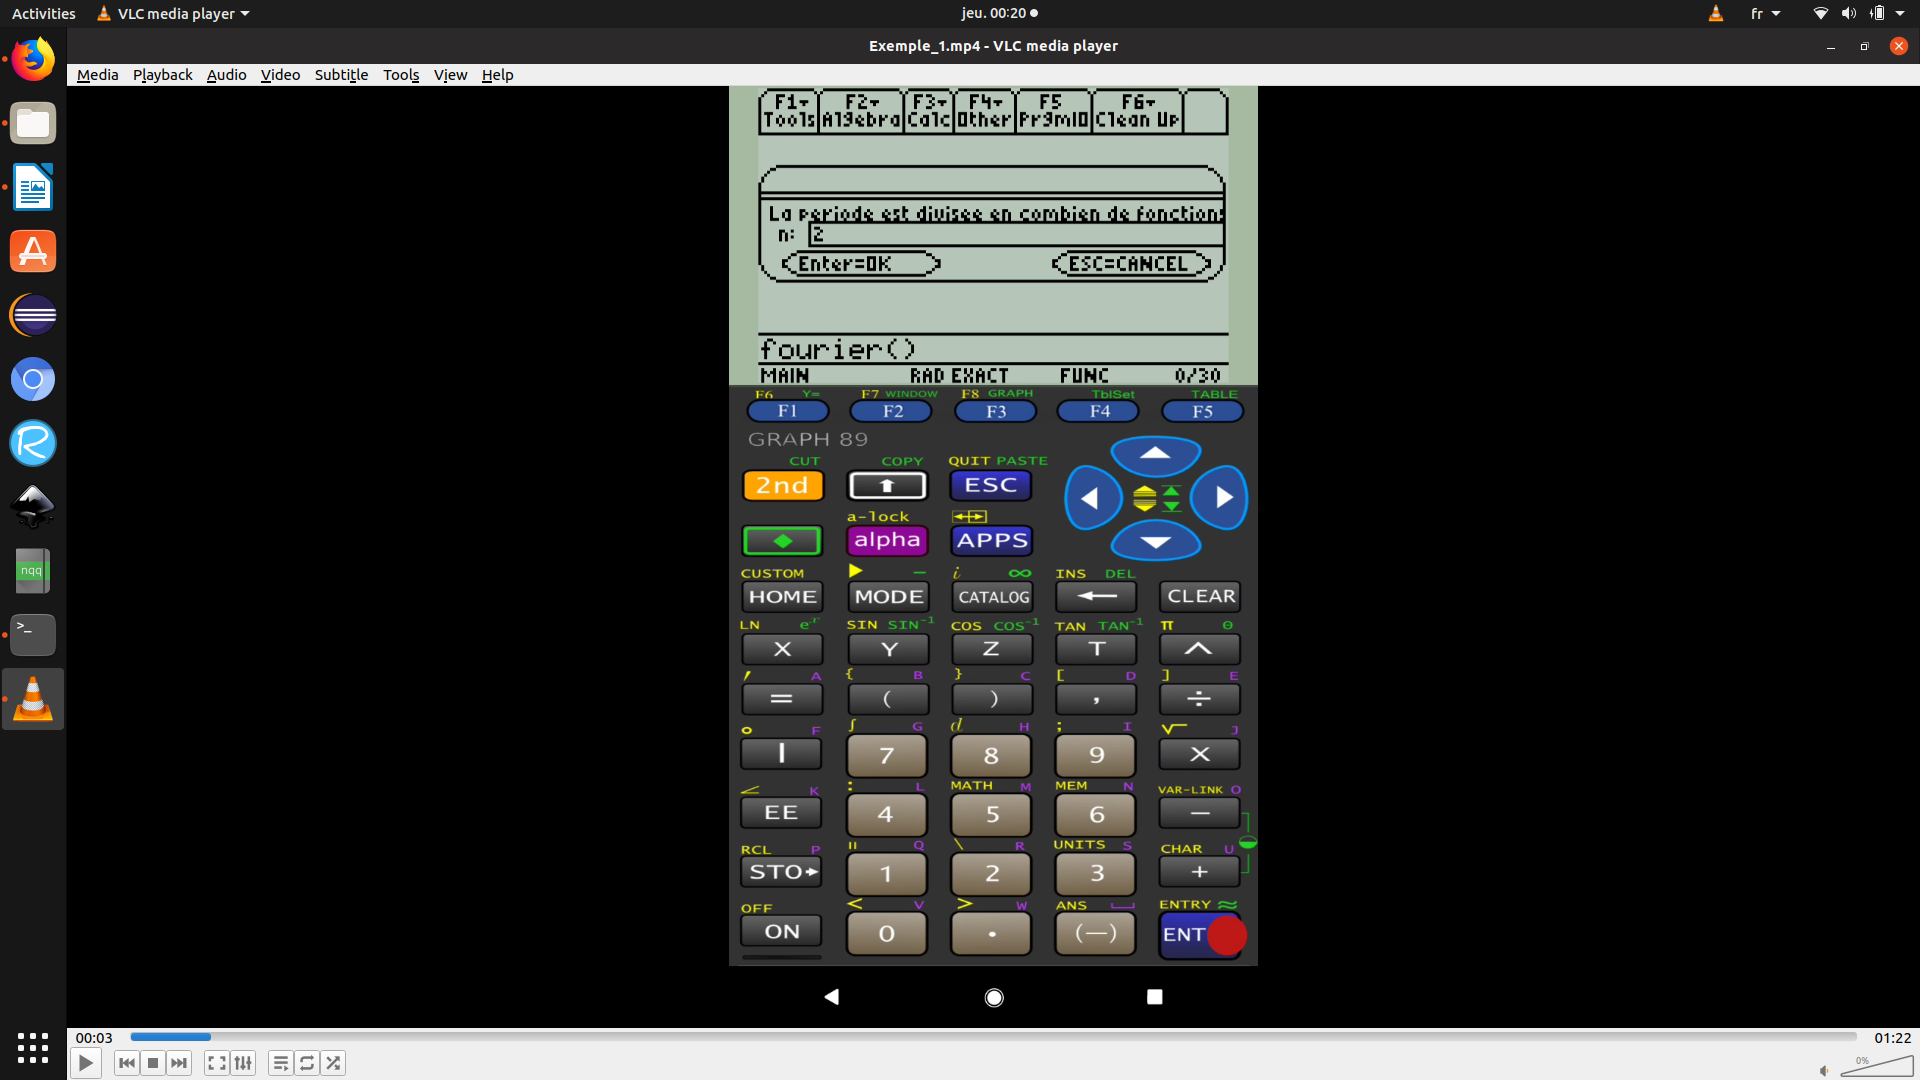 Activities VLC media player jeu. 00:20 fr
Exemple_1.mp4 - VLC media player
Media Playback Audio Video Subtitle Tools View Help
F1 F2 F3 F4 F5 F6
Tools Algebra Calc Other PrgmIO Clean Up
La periode est divisee en combien de fonctions
n: 2
Enter=OK ESC=CANCEL
fourier()
MAIN RAD EXACT FUNC 0/30
F6 Y= F7 WINDOW F8 GRAPH TblSet TABLE
F1 F2 F3 F4 F5
GRAPH 89
CUT COPY QUIT PASTE
2nd ESC
a-lock
alpha APPS
CUSTOM i ∞ INS DEL
HOME MODE CATALOG ← CLEAR
LN eˣ SIN SIN⁻¹ COS COS⁻¹ TAN TAN⁻¹ π θ
X Y Z T ^
′ A { B } C [ D ] E
= ( ) , ÷
° F ∫ G d H ; I √ J
| 7 8 9 ×
∠ K : L MATH M MEM N VAR-LINK O
EE 4 5 6 −
RCL P " Q \ R UNITS S CHAR U
STO► 1 2 3 +
OFF < V > W ANS ENTRY ≈
ON 0 . (—) ENT
nqq
>_
00:03 01:22
0%